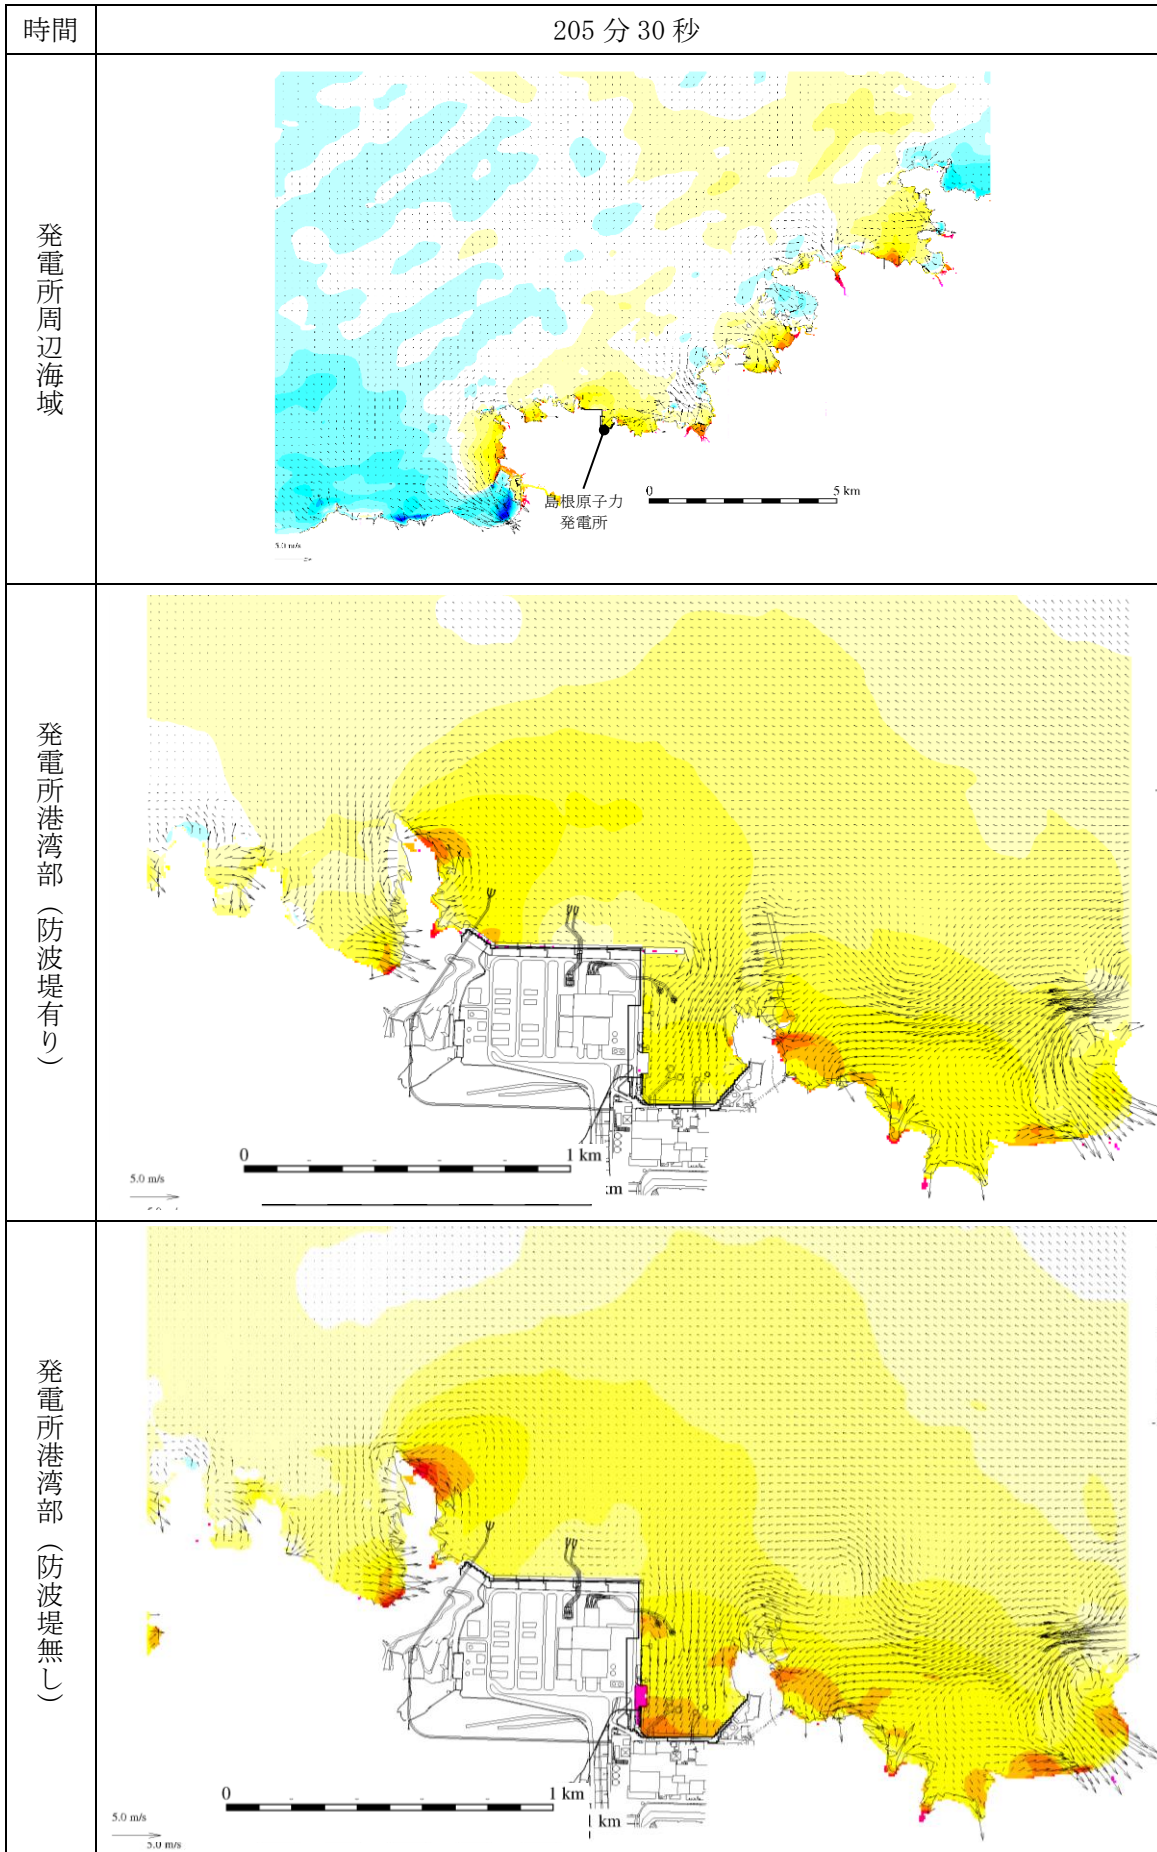 時間
205 分 30 秒
発電所周辺海域
島根原子力
発電所
0 5 km
5.0 m/s
発電所港湾部（防波堤有り）
0 1 km
km
5.0 m/s
発電所港湾部（防波堤無し）
0 1 km
km
5.0 m/s
5.0 m/s